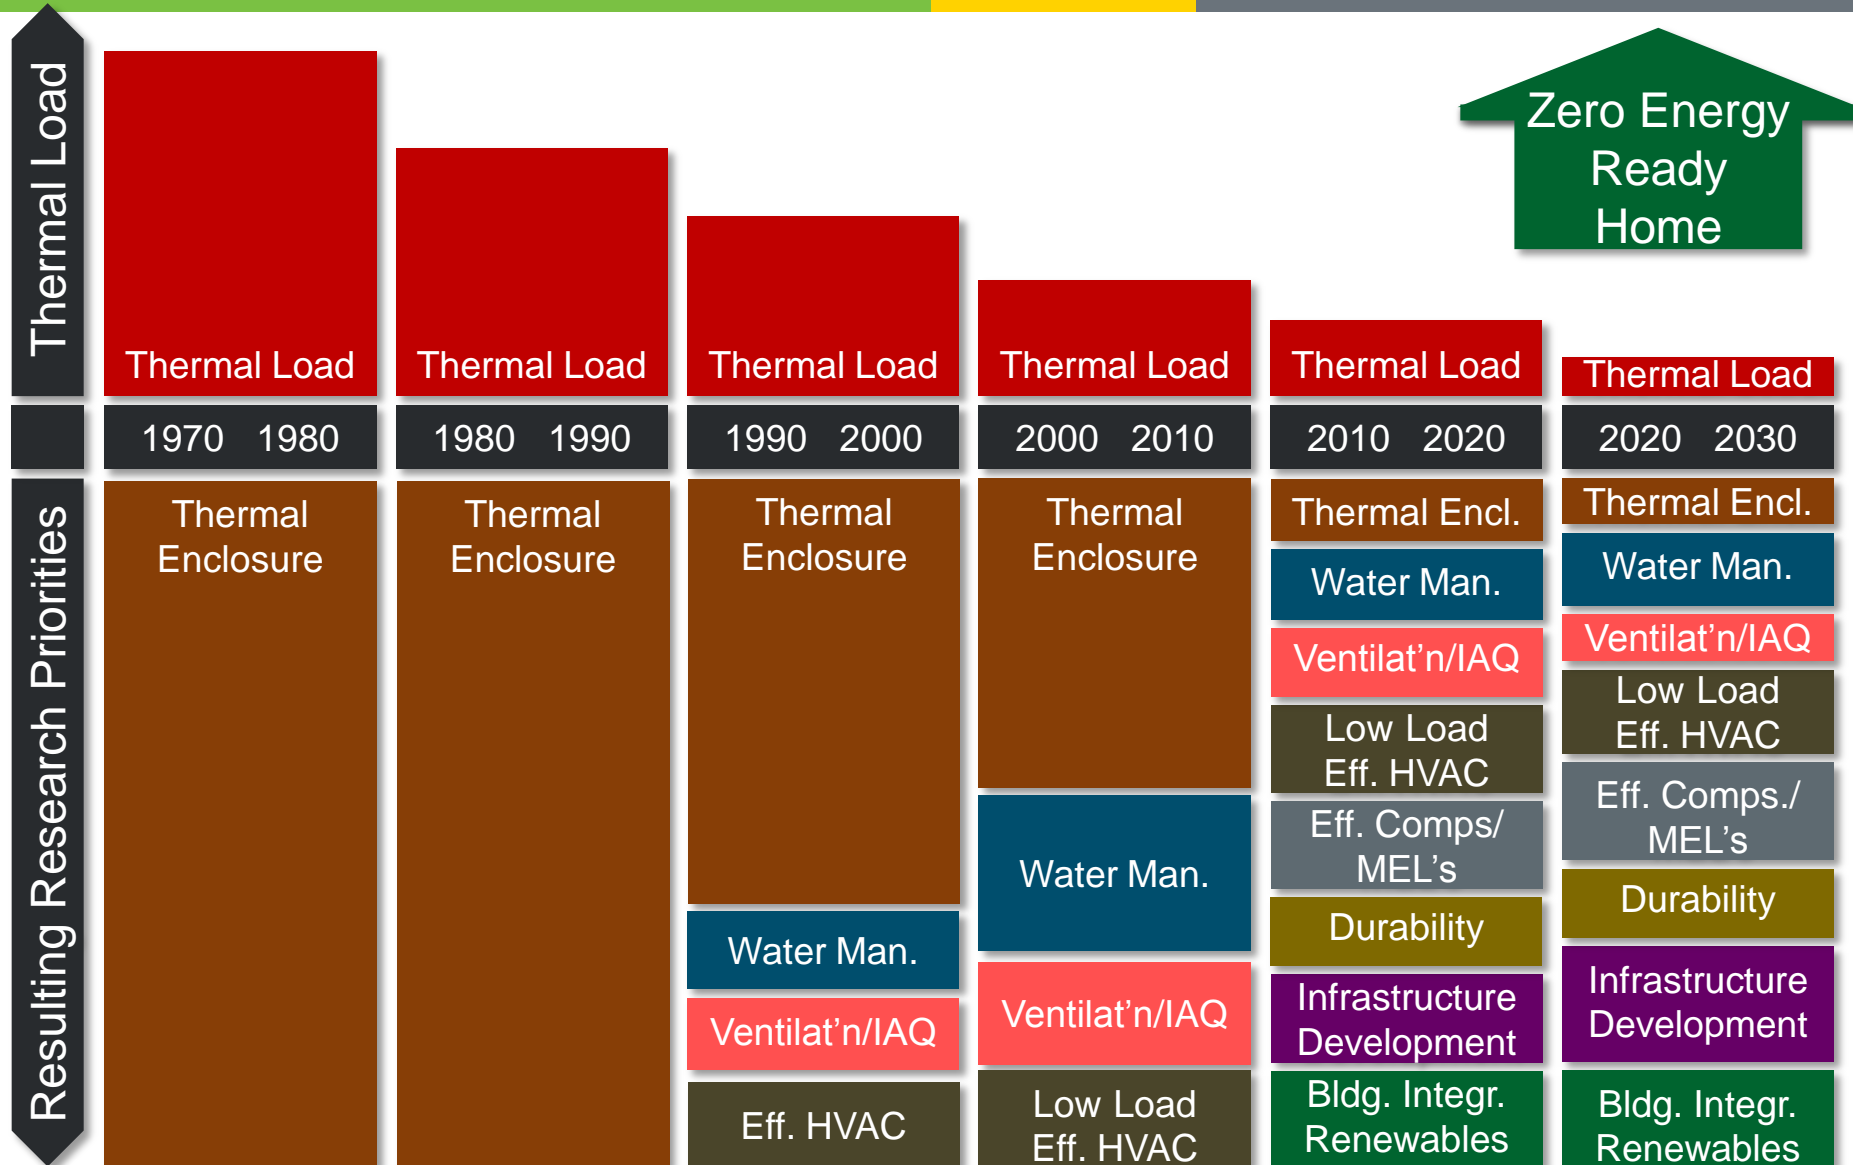 Thermal Load
Zero Energy
Ready
Home
Thermal Load
Thermal Load
Thermal Load
Thermal Load
Thermal Load
Thermal Load
1970 1980
1980 1990
1990 2000
2000 2010
2010 2020
2020 2030
Resulting Research Priorities
Thermal
Enclosure
Thermal
Enclosure
Thermal
Enclosure
Water Man.
Ventilat'n/IAQ
Eff. HVAC
Thermal
Enclosure
Water Man.
Ventilat'n/IAQ
Low Load
Eff. HVAC
Thermal Encl.
Water Man.
Ventilat'n/IAQ
Low Load
Eff. HVAC
Eff. Comps/
MEL's
Durability
Infrastructure
Development
Bldg. Integr.
Renewables
Thermal Encl.
Water Man.
Ventilat'n/IAQ
Low Load
Eff. HVAC
Eff. Comps./
MEL's
Durability
Infrastructure
Development
Bldg. Integr.
Renewables